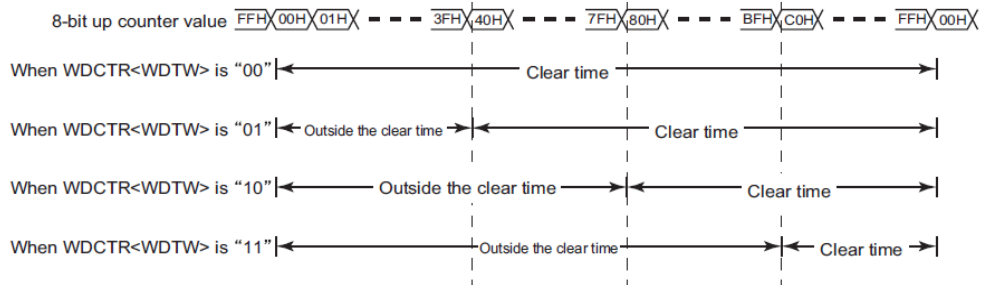 8-bit up counter value FFH 00H 01H 3FH 40H 7FH 80H BFH C0H FFH 00H
When WDCTR<WDTW> is “00” Clear time
When WDCTR<WDTW> is “01” Outside the clear time Clear time
When WDCTR<WDTW> is “10” Outside the clear time Clear time
When WDCTR<WDTW> is “11” Outside the clear time Clear time